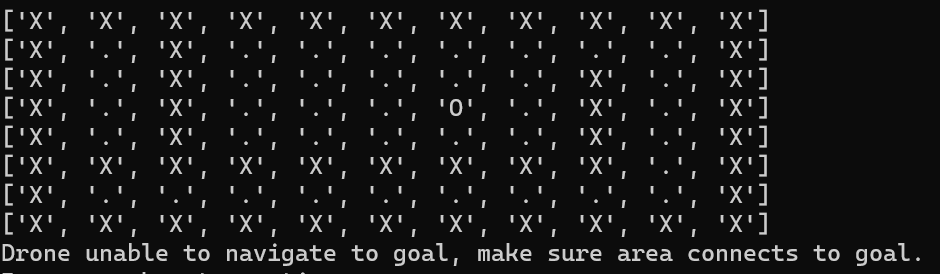 ['X', 'X', 'X', 'X', 'X', 'X', 'X', 'X', 'X', 'X', 'X']
['X', '.', 'X', '.', '.', '.', '.', '.', '.', '.', 'X']
['X', '.', 'X', '.', '.', '.', '.', '.', 'X', '.', 'X']
['X', '.', 'X', '.', '.', '.', 'O', '.', 'X', '.', 'X']
['X', '.', 'X', '.', '.', '.', '.', '.', 'X', '.', 'X']
['X', 'X', 'X', 'X', 'X', 'X', 'X', 'X', 'X', '.', 'X']
['X', '.', '.', '.', '.', '.', '.', '.', '.', '.', 'X']
['X', 'X', 'X', 'X', 'X', 'X', 'X', 'X', 'X', 'X', 'X']
Drone unable to navigate to goal, make sure area connects to goal.